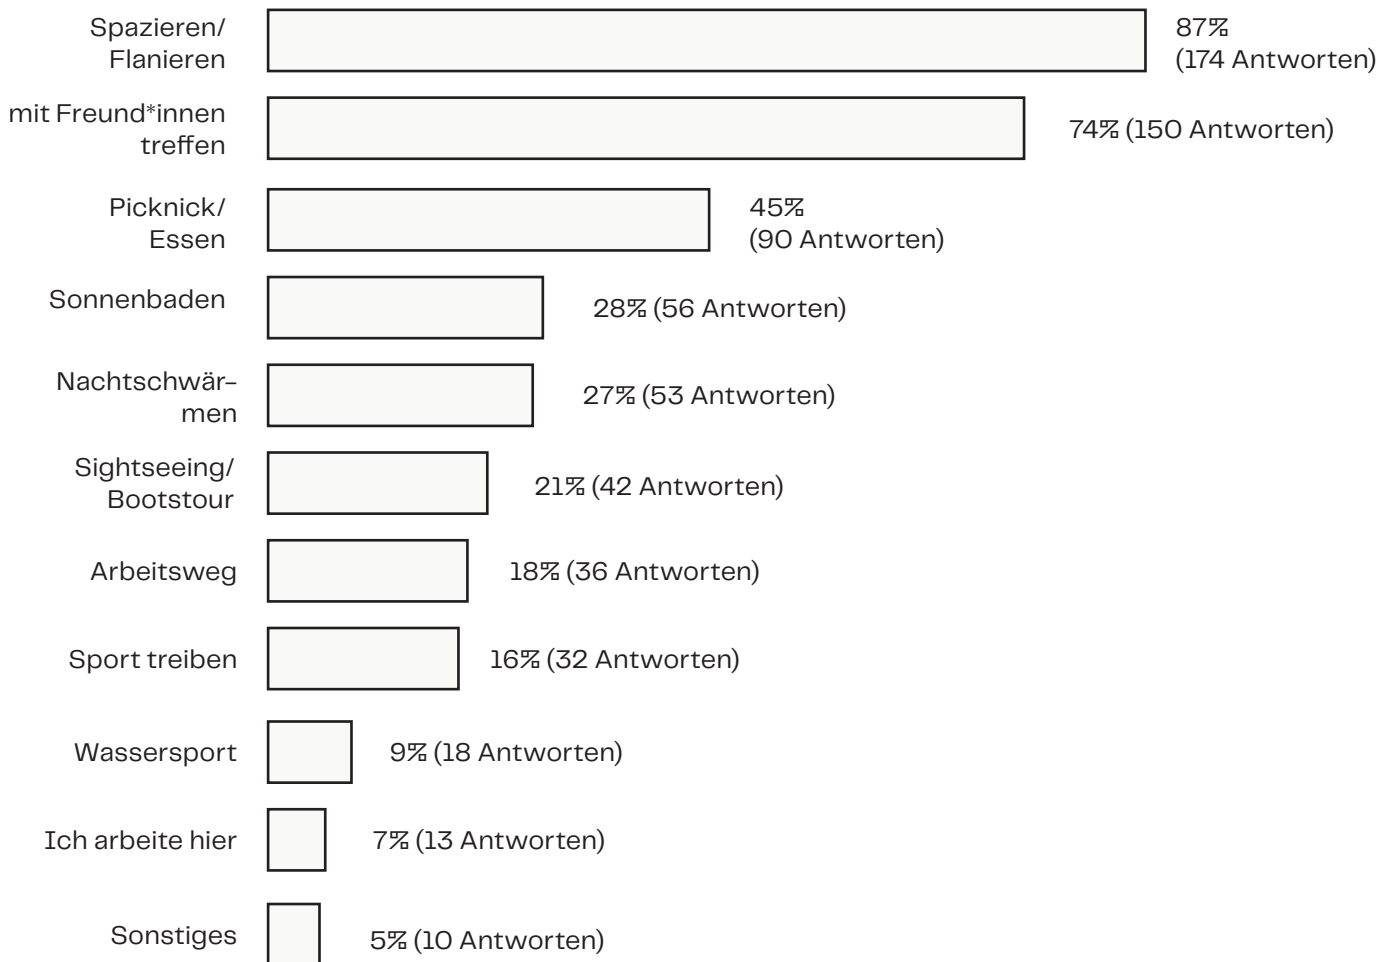 Spazieren/
Flanieren
87%
(174 Antworten)
mit Freund*innen
treffen
74% (150 Antworten)
Picknick/
Essen
45%
(90 Antworten)
Sonnenbaden
28% (56 Antworten)
Nachtschwär-
men
27% (53 Antworten)
Sightseeing/
Bootstour
21% (42 Antworten)
Arbeitsweg
18% (36 Antworten)
Sport treiben
16% (32 Antworten)
Wassersport
9% (18 Antworten)
Ich arbeite hier
7% (13 Antworten)
Sonstiges
5% (10 Antworten)